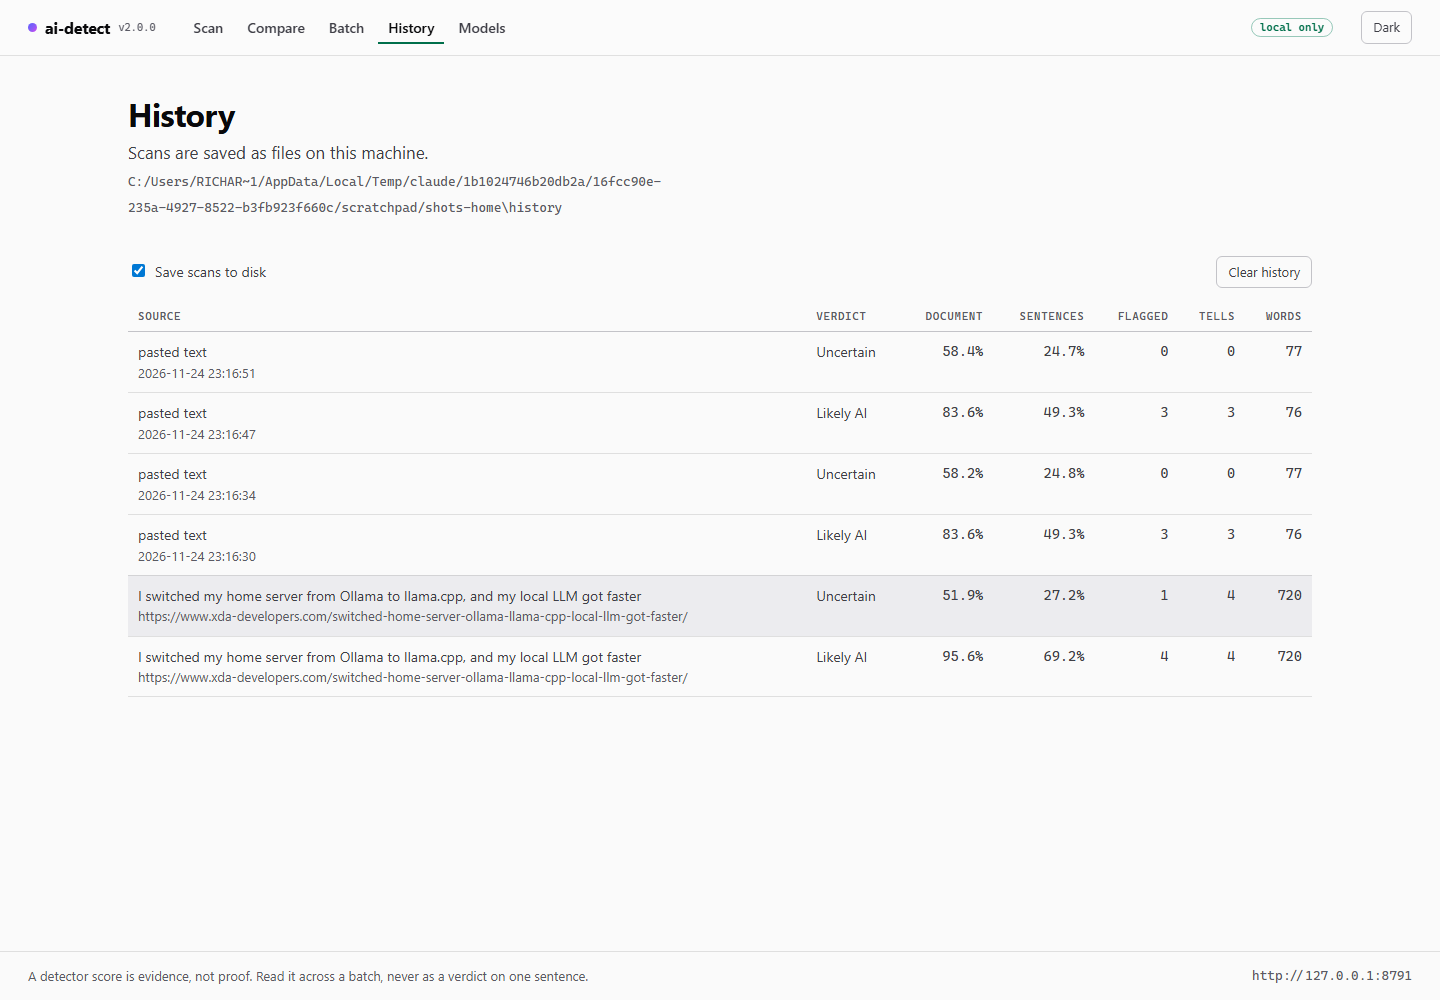 ai-detect v2.0.0 Scan Compare Batch History Models local only Dark
History
Scans are saved as files on this machine.
C:/Users/RICHAR~1/AppData/Local/Temp/claude/1b1024746b20db2a/16fcc90e-
235a-4927-8522-b3fb923f660c/scratchpad/shots-home\history
Save scans to disk Clear history
SOURCE VERDICT DOCUMENT SENTENCES FLAGGED TELLS WORDS
pasted text Uncertain 58.4% 24.7% 0 0 77
2026-11-24 23:16:51
pasted text Likely AI 83.6% 49.3% 3 3 76
2026-11-24 23:16:47
pasted text Uncertain 58.2% 24.8% 0 0 77
2026-11-24 23:16:34
pasted text Likely AI 83.6% 49.3% 3 3 76
2026-11-24 23:16:30
I switched my home server from Ollama to llama.cpp, and my local LLM got faster Uncertain 51.9% 27.2% 1 4 720
https://www.xda-developers.com/switched-home-server-ollama-llama-cpp-local-llm-got-faster/
I switched my home server from Ollama to llama.cpp, and my local LLM got faster Likely AI 95.6% 69.2% 4 4 720
https://www.xda-developers.com/switched-home-server-ollama-llama-cpp-local-llm-got-faster/
A detector score is evidence, not proof. Read it across a batch, never as a verdict on one sentence. http://127.0.0.1:8791